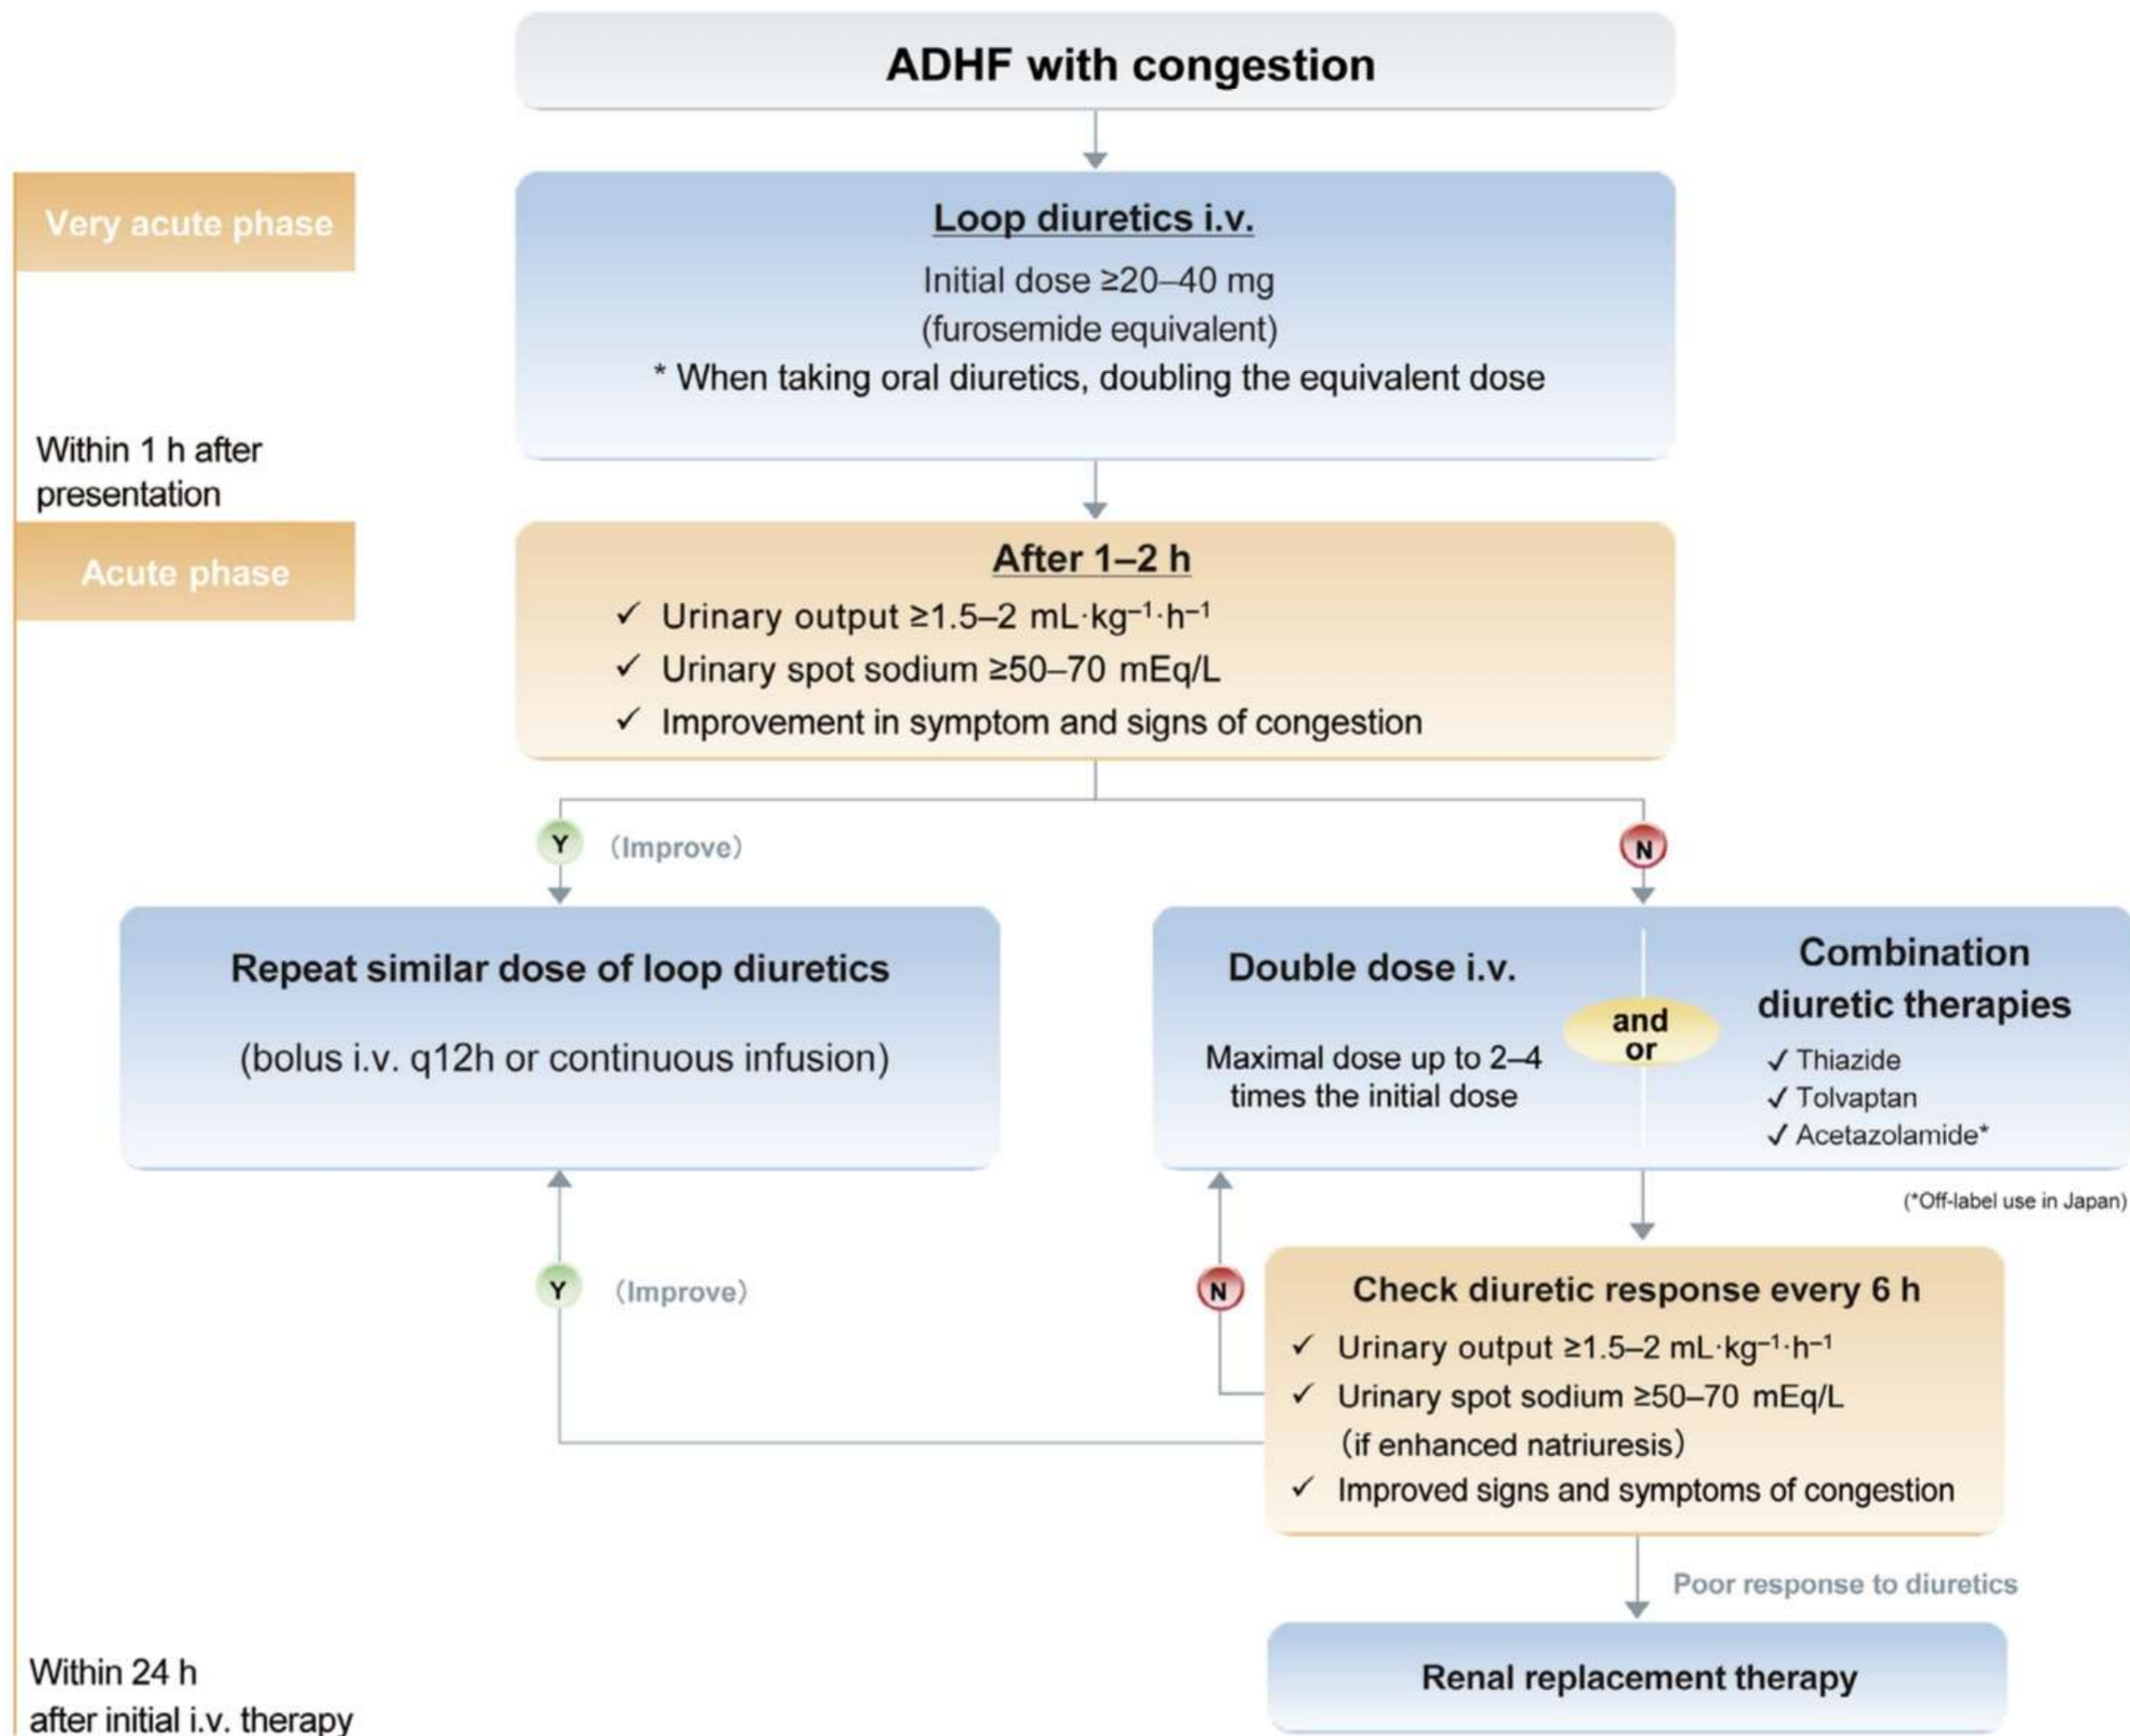 ADHF with congestion
Very acute phase
Loop diuretics i.v.
Initial dose ≥20–40 mg
(furosemide equivalent)
* When taking oral diuretics, doubling the equivalent dose
Within 1 h after
presentation
Acute phase
After 1–2 h
✓ Urinary output ≥1.5–2 mL·kg⁻¹·h⁻¹
✓ Urinary spot sodium ≥50–70 mEq/L
✓ Improvement in symptom and signs of congestion
Y (Improve)
N
Repeat similar dose of loop diuretics
(bolus i.v. q12h or continuous infusion)
Double dose i.v.
Maximal dose up to 2–4
times the initial dose
and
or
Combination
diuretic therapies
✓ Thiazide
✓ Tolvaptan
✓ Acetazolamide*
(*Off-label use in Japan)
Y (Improve)
N
Check diuretic response every 6 h
✓ Urinary output ≥1.5–2 mL·kg⁻¹·h⁻¹
✓ Urinary spot sodium ≥50–70 mEq/L
(if enhanced natriuresis)
✓ Improved signs and symptoms of congestion
Poor response to diuretics
Renal replacement therapy
Within 24 h
after initial i.v. therapy